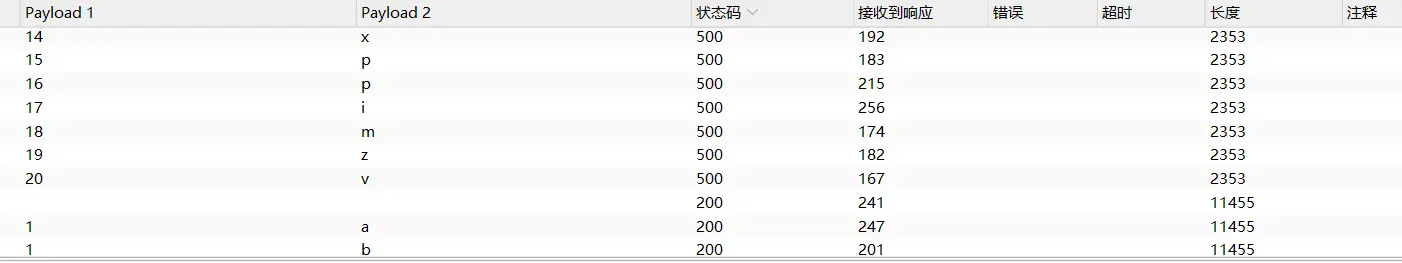 Payload 1 Payload 2 状态码 接收到响应 错误 超时 长度 注释
14 x 500 192 2353
15 p 500 183 2353
16 p 500 215 2353
17 i 500 256 2353
18 m 500 174 2353
19 z 500 182 2353
20 v 500 167 2353
200 241 11455
1 a 200 247 11455
1 b 200 201 11455